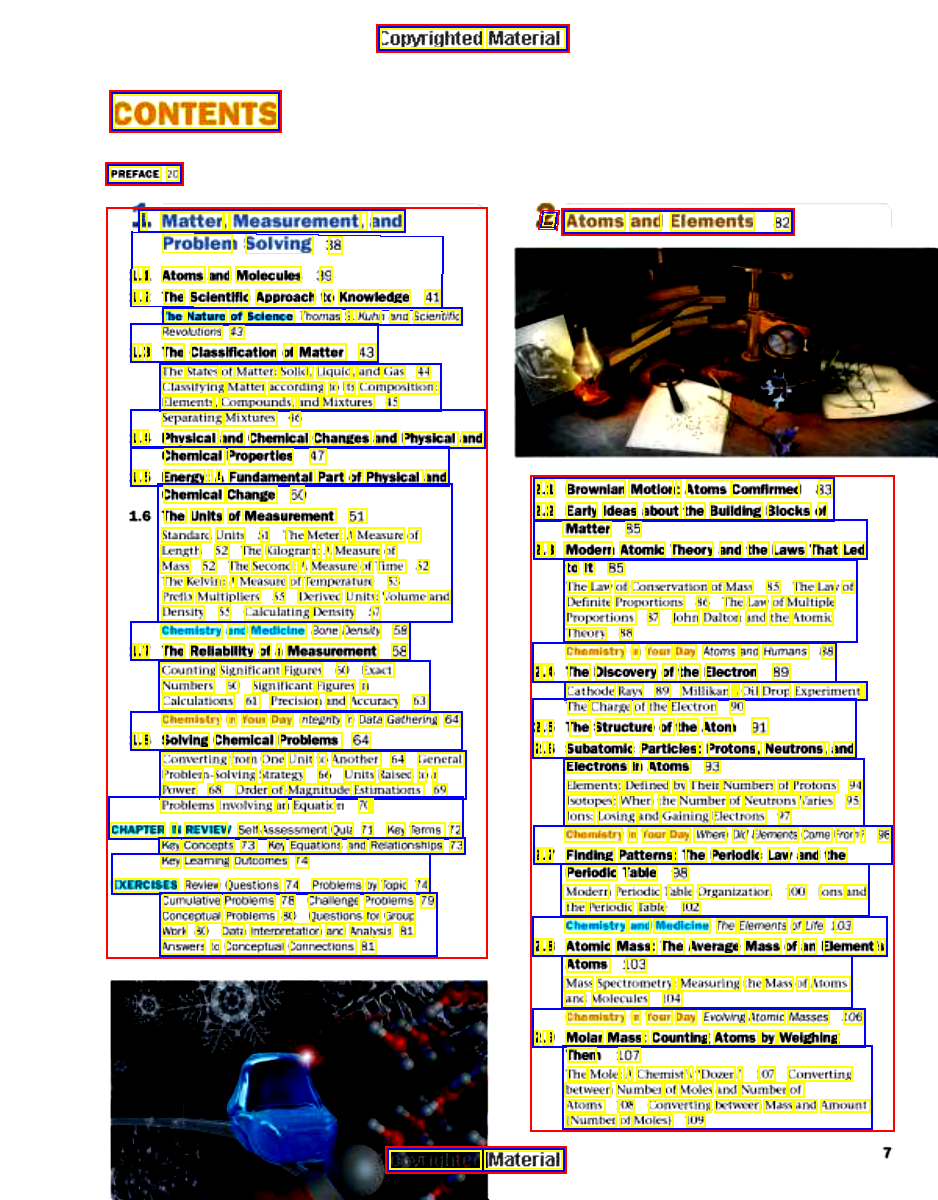 Copyrighted Material
CONTENTS
PREFACE 20
1 Matter, Measurement, and
Problem Solving 38
1.1 Atoms and Molecules 39
1.2 The Scientific Approach to Knowledge 41
The Nature of Science Thomas S. Kuhn and Scientific
Revolutions 43
1.3 The Classification of Matter 43
The States of Matter: Solid, Liquid, and Gas 44
Classifying Matter according to Its Composition:
Elements, Compounds, and Mixtures 45
Separating Mixtures 46
1.4 Physical and Chemical Changes and Physical and
Chemical Properties 47
1.5 Energy: A Fundamental Part of Physical and
Chemical Change 50
1.6 The Units of Measurement 51
Standard Units 51 The Meter: A Measure of
Length 52 The Kilogram: A Measure of
Mass 52 The Second: A Measure of Time 52
The Kelvin: A Measure of Temperature 53
Prefix Multipliers 55 Derived Units: Volume and
Density 55 Calculating Density 57
Chemistry and Medicine Bone Density 58
1.7 The Reliability of a Measurement 58
Counting Significant Figures 60 Exact
Numbers 60 Significant Figures in
Calculations 61 Precision and Accuracy 63
Chemistry in Your Day Integrity in Data Gathering 64
1.8 Solving Chemical Problems 64
Converting from One Unit to Another 64 General
Problem-Solving Strategy 66 Units Raised to a
Power 68 Order of Magnitude Estimations 69
Problems Involving an Equation 70
CHAPTER IN REVIEW Self-Assessment Quiz 71 Key Terms 72
Key Concepts 73 Key Equations and Relationships 73
Key Learning Outcomes 74
EXERCISES Review Questions 74 Problems by Topic 74
Cumulative Problems 78 Challenge Problems 79
Conceptual Problems 80 Questions for Group
Work 80 Data Interpretation and Analysis 81
Answers to Conceptual Connections 81
2 Atoms and Elements 82
2.1 Brownian Motion: Atoms Comfirmed 83
2.2 Early Ideas about the Building Blocks of
Matter 85
2.3 Modern Atomic Theory and the Laws That Led
to It 85
The Law of Conservation of Mass 85 The Law of
Definite Proportions 86 The Law of Multiple
Proportions 87 John Dalton and the Atomic
Theory 88
Chemistry in Your Day Atoms and Humans 88
2.4 The Discovery of the Electron 89
Cathode Rays 89 Millikan's Oil Drop Experiment:
The Charge of the Electron 90
2.5 The Structure of the Atom 91
2.6 Subatomic Particles: Protons, Neutrons, and
Electrons in Atoms 93
Elements: Defined by Their Numbers of Protons 94
Isotopes: When the Number of Neutrons Varies 95
Ions: Losing and Gaining Electrons 97
Chemistry in Your Day Where Did Elements Come From? 98
2.7 Finding Patterns: The Periodic Law and the
Periodic Table 98
Modern Periodic Table Organization 100 Ions and
the Periodic Table 102
Chemistry and Medicine The Elements of Life 103
2.8 Atomic Mass: The Average Mass of an Element's
Atoms 103
Mass Spectrometry: Measuring the Mass of Atoms
and Molecules 104
Chemistry in Your Day Evolving Atomic Masses 106
2.9 Molar Mass: Counting Atoms by Weighing
Them 107
The Mole: A Chemist's "Dozen" 107 Converting
between Number of Moles and Number of
Atoms 108 Converting between Mass and Amount
(Number of Moles) 109
Copyrighted Material
7